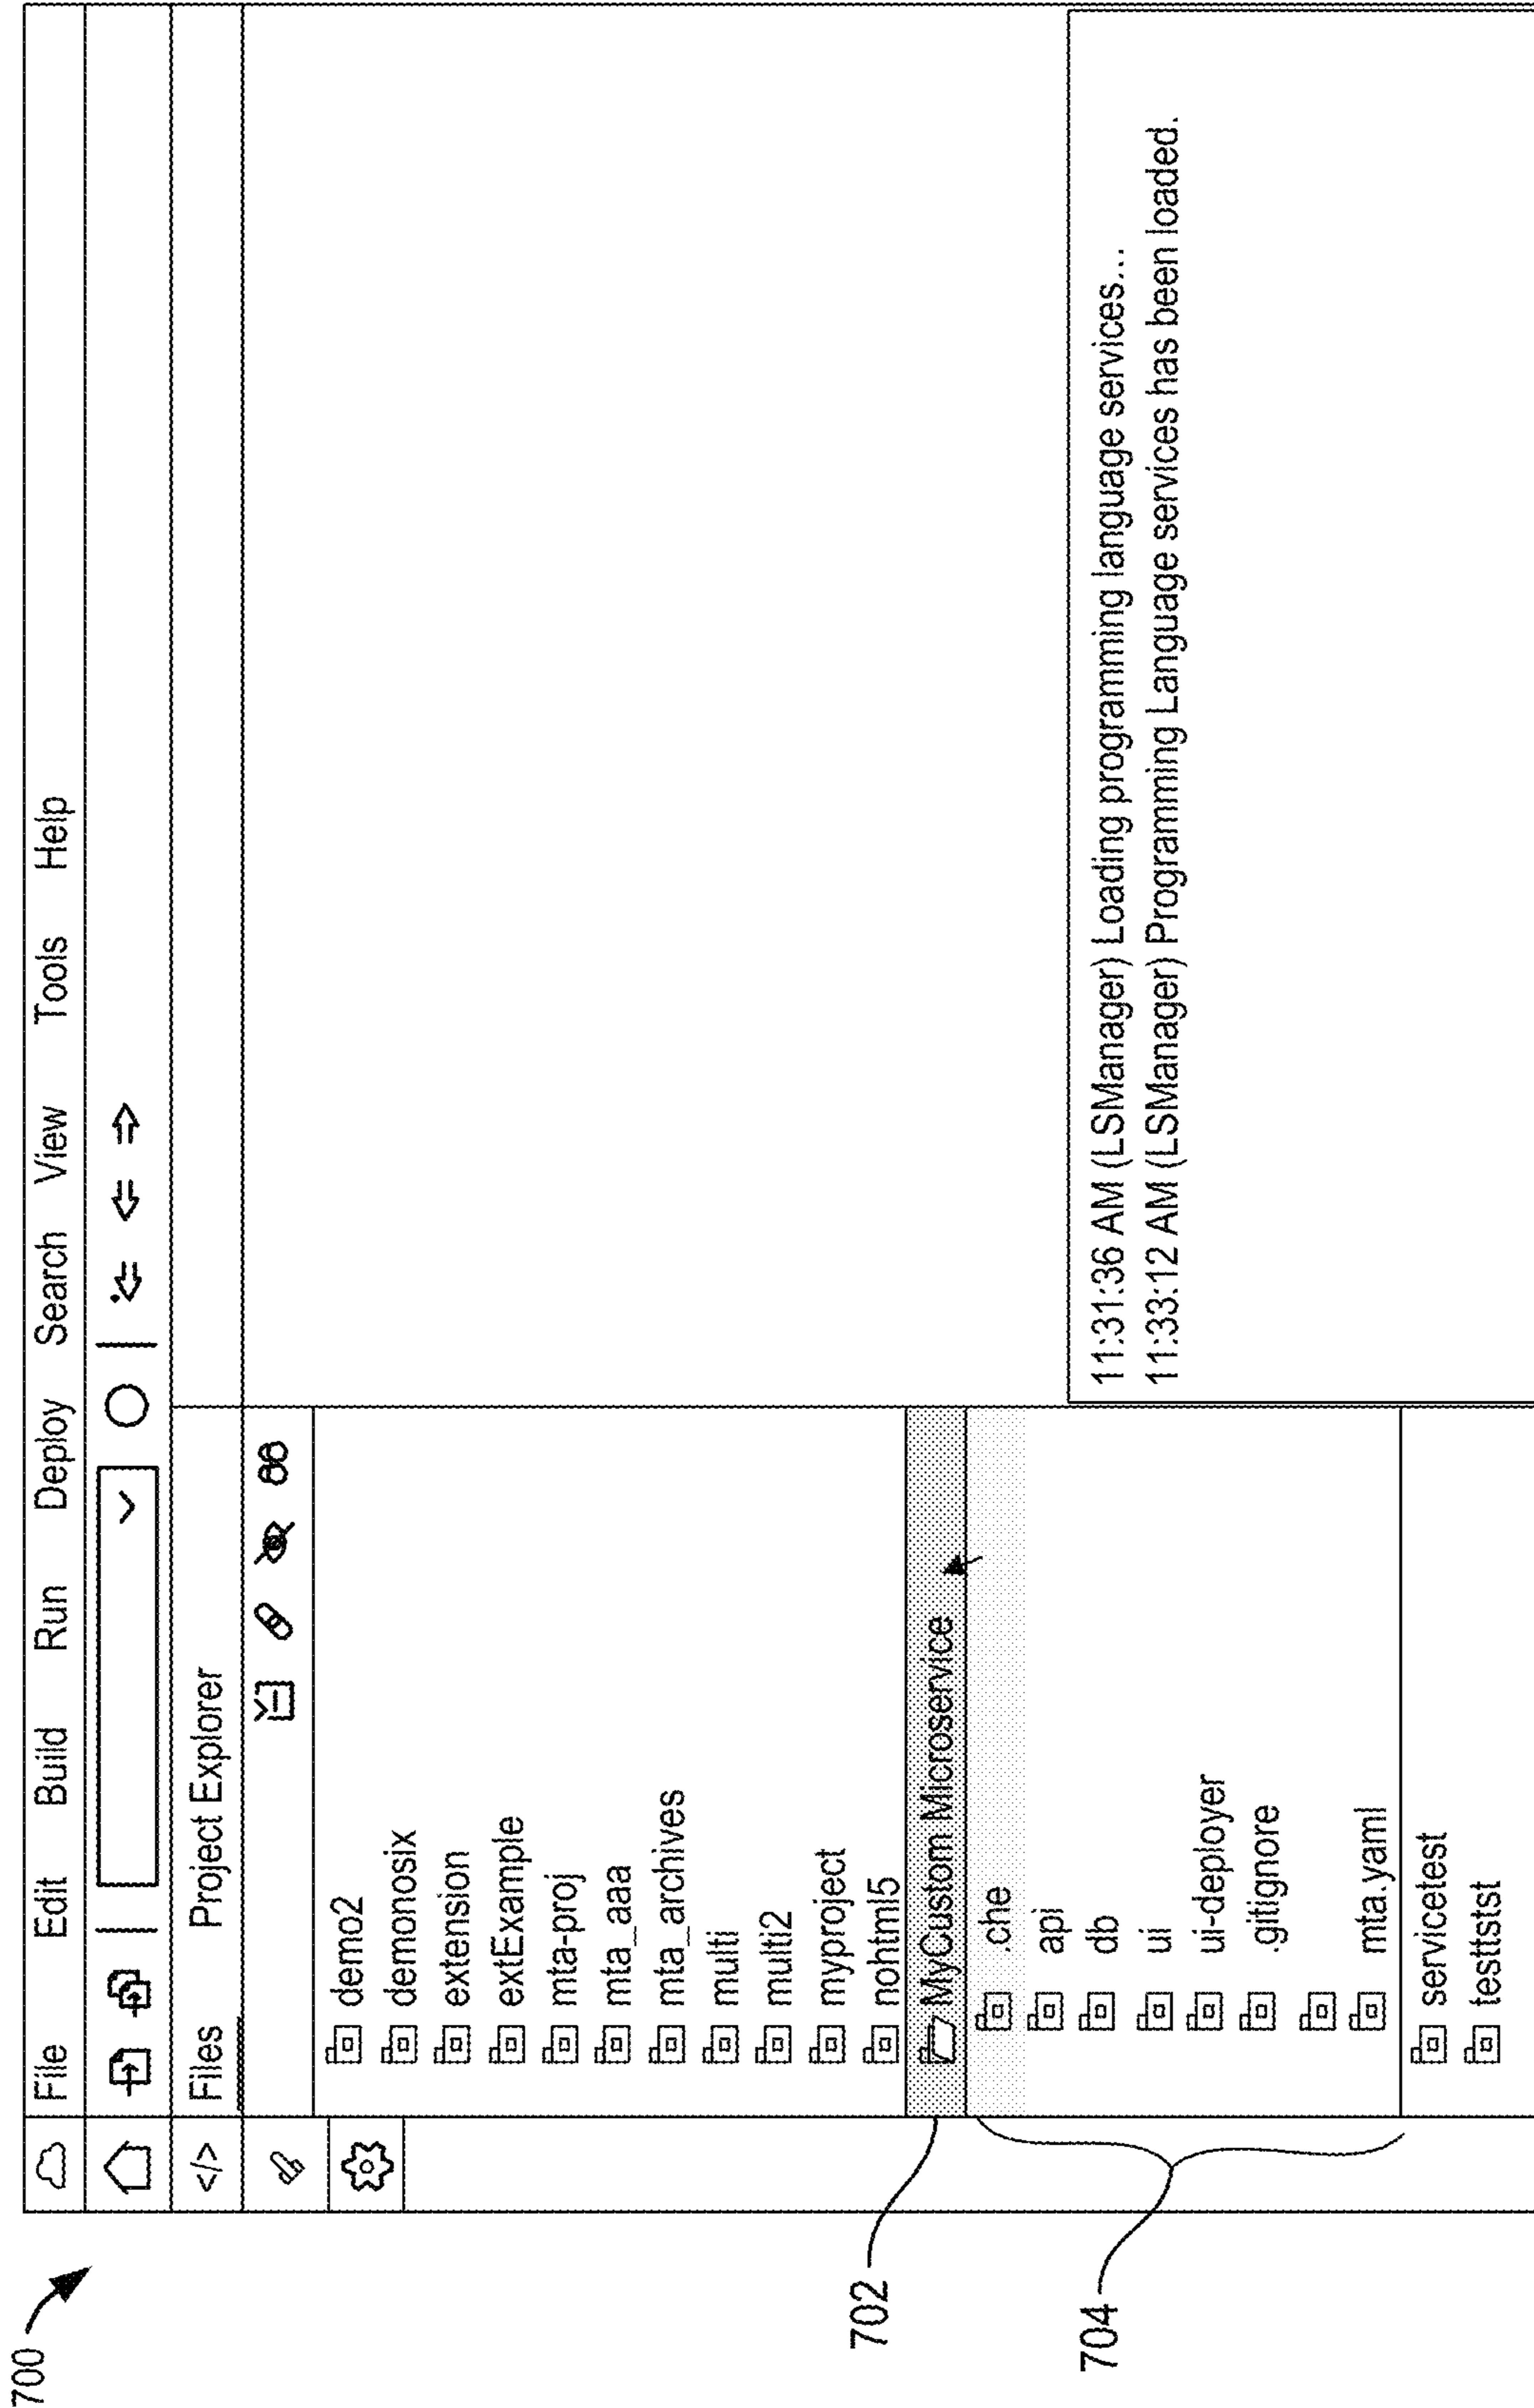 700
File Edit Build Run Deploy Search View Tools Help
</> Files Project Explorer
demo2
demonosix
extension
extExample
mta-proj
mta_aaa
mta_archives
multi
multi2
myproject
nohtml5
702
MyCustom Microservice
704
.che
api
db
ui
ui-deployer
.gitignore
mta.yaml
servicetest
testtstst
11:31:36 AM (LSManager) Loading programming language services...
11:33:12 AM (LSManager) Programming Language services has been loaded.